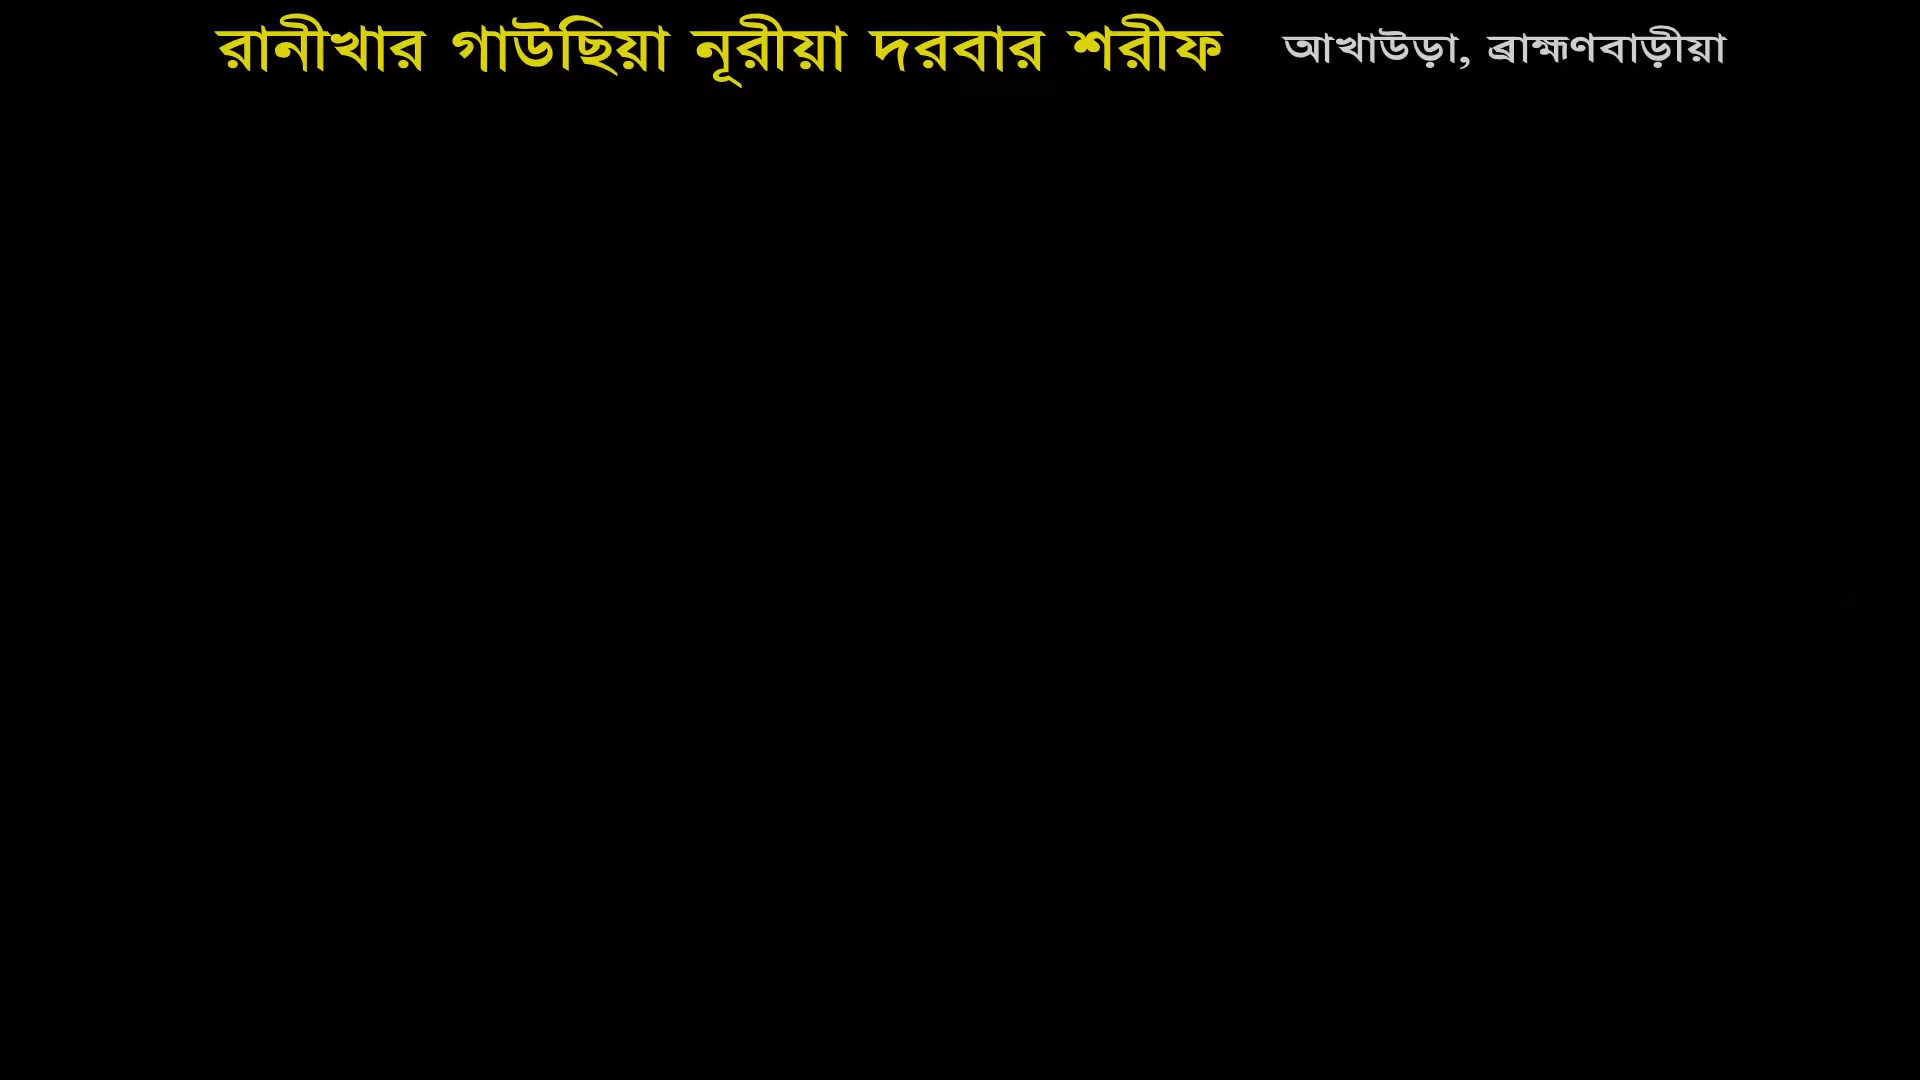 রানীখার গাউছিয়া নূরীয়া দরবার শরীফ আখাউড়া, ব্রাহ্মণবাড়ীয়া